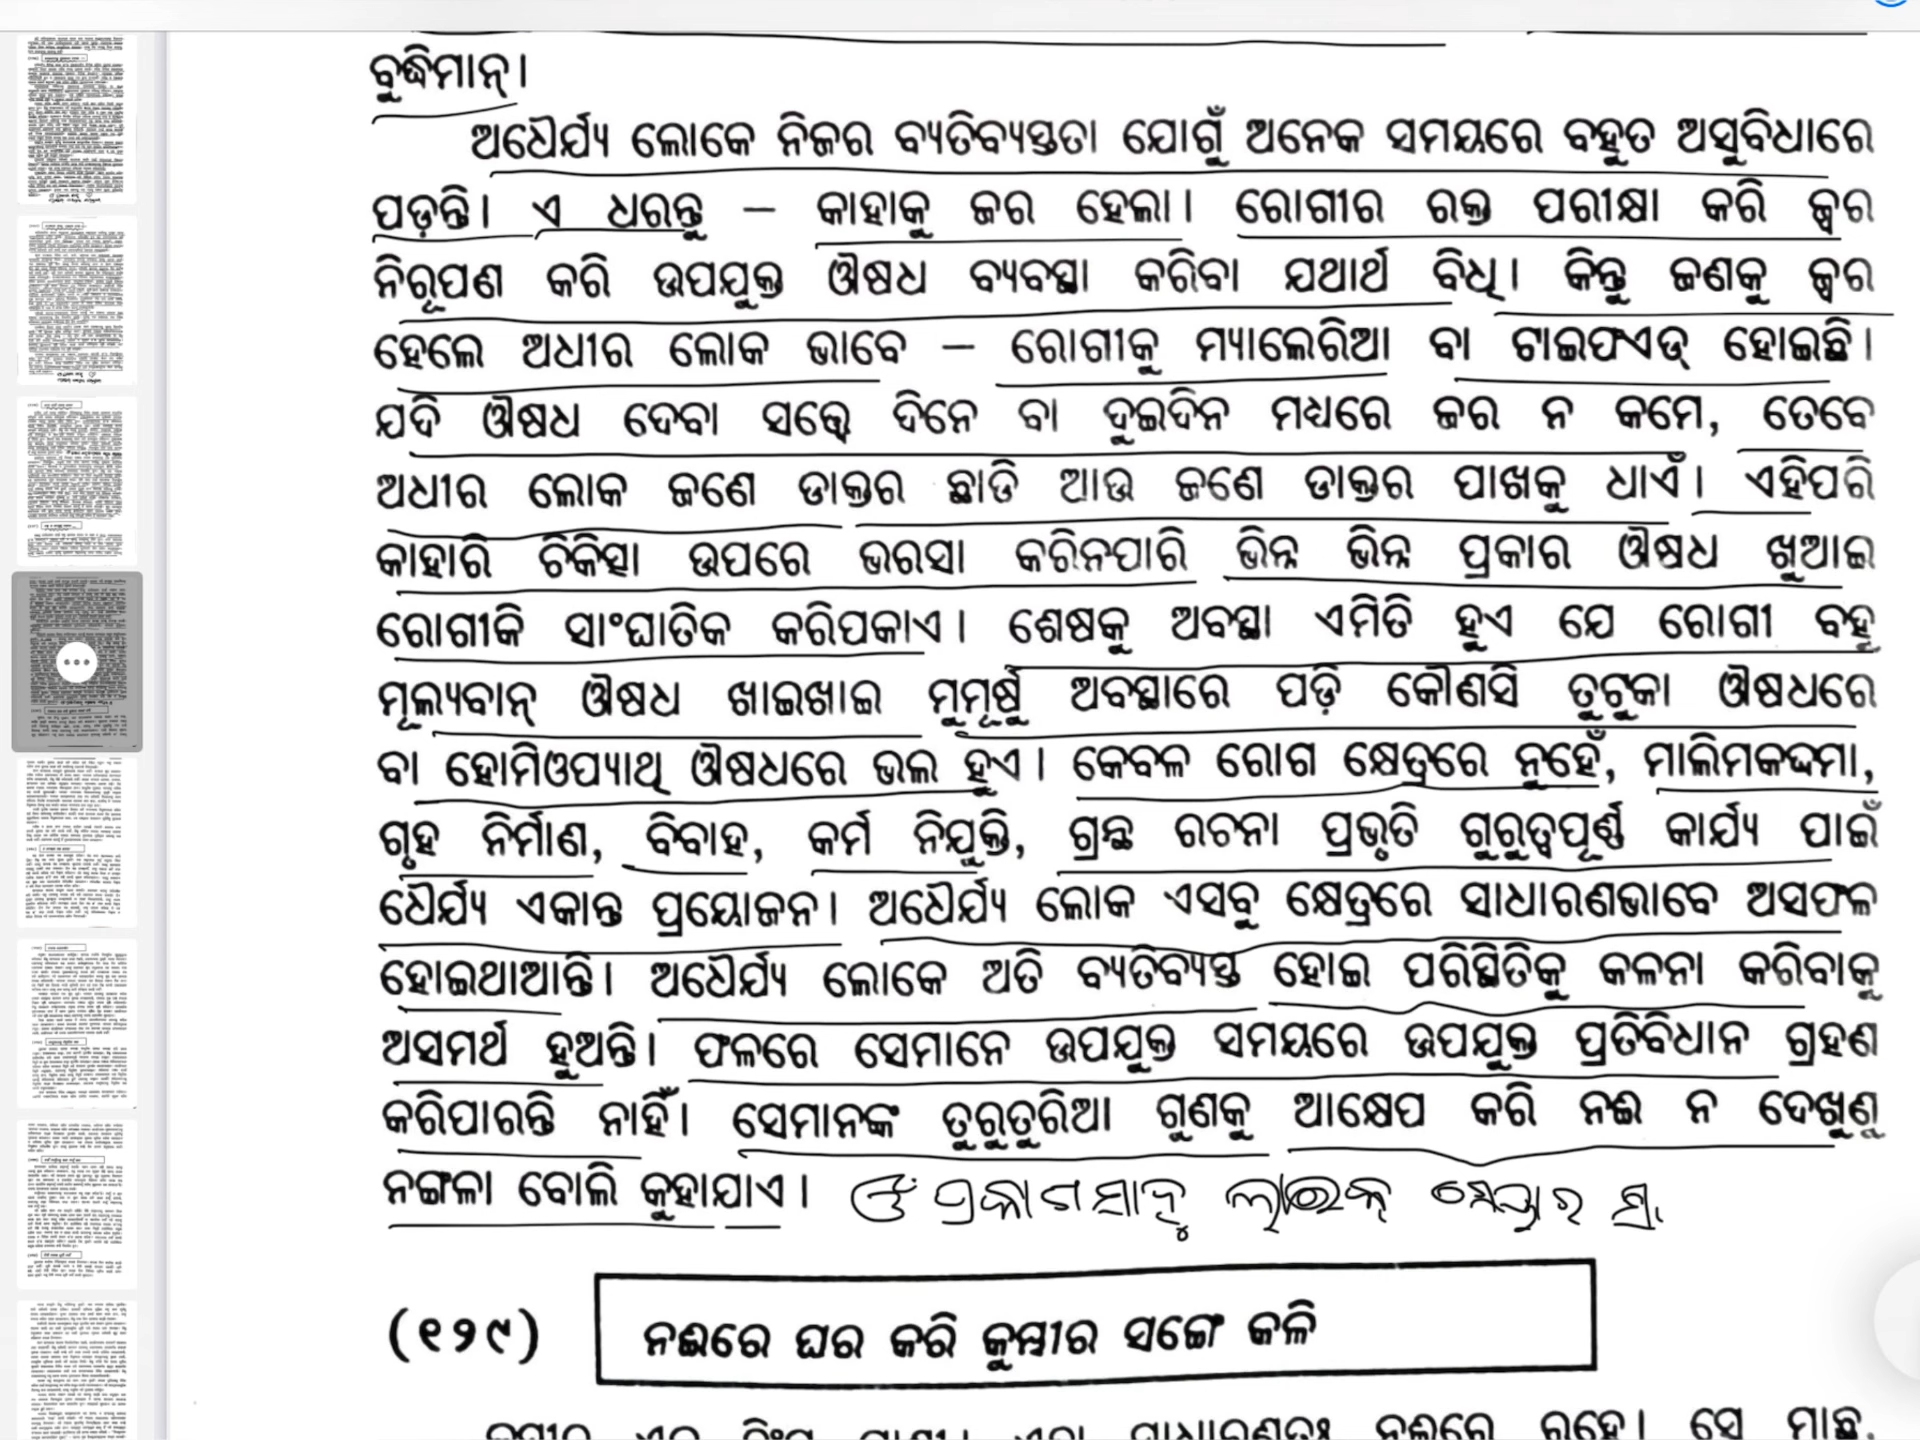 ବୁଦ୍ଧିମାନ୍।
ଅଧୈର୍ଯ୍ୟ ଲୋକେ ନିଜର ବ୍ୟତିବ୍ୟସ୍ତତା ଯୋଗୁଁ ଅନେକ ସମୟରେ ବହୁତ ଅସୁବିଧାରେ
ପଡ଼ନ୍ତି। ଏ ଧରନ୍ତୁ – କାହାକୁ ଜର ହେଲା। ରୋଗୀର ରକ୍ତ ପରୀକ୍ଷା କରି ଜ୍ୱର
ନିରୂପଣ କରି ଉପଯୁକ୍ତ ଔଷଧ ବ୍ୟବସ୍ଥା କରିବା ଯଥାର୍ଥ ବିଧି। କିନ୍ତୁ ଜଣକୁ ଜ୍ୱର
ହେଲେ ଅଧୀର ଲୋକ ଭାବେ – ରୋଗୀକୁ ମ୍ୟାଲେରିଆ ବା ଟାଇଫଏଡ୍ ହୋଇଛି।
ଯଦି ଔଷଧ ଦେବା ସତ୍ତ୍ୱେ ଦିନେ ବା ଦୁଇଦିନ ମଧ୍ୟରେ ଜର ନ କମେ, ତେବେ
ଅଧୀର ଲୋକ ଜଣେ ଡାକ୍ତର ଛାଡି ଆଉ ଜଣେ ଡାକ୍ତର ପାଖକୁ ଧାଏଁ। ଏହିପରି
କାହାରି ଚିକିତ୍ସା ଉପରେ ଭରସା କରିନପାରି ଭିନ୍ନ ଭିନ୍ନ ପ୍ରକାର ଔଷଧ ଖୁଆଇ
ରୋଗୀକି ସାଂଘାତିକ କରିପକାଏ। ଶେଷକୁ ଅବସ୍ଥା ଏମିତି ହୁଏ ଯେ ରୋଗୀ ବହୁ
ମୂଲ୍ୟବାନ୍ ଔଷଧ ଖାଇଖାଇ ମୁମୂର୍ଷୁ ଅବସ୍ଥାରେ ପଡ଼ି କୌଣସି ତୁଟୁକା ଔଷଧରେ
ବା ହୋମିଓପ୍ୟାଥି ଔଷଧରେ ଭଲ ହୁଏ। କେବଳ ରୋଗ କ୍ଷେତ୍ରରେ ନୁହେଁ, ମାଲିମକଦ୍ଦମା,
ଗୃହ ନିର୍ମାଣ, ବିବାହ, କର୍ମ ନିଯୁକ୍ତି, ଗ୍ରନ୍ଥ ରଚନା ପ୍ରଭୃତି ଗୁରୁତ୍ୱପୂର୍ଣ୍ଣ କାର୍ଯ୍ୟ ପାଇଁ
ଧୈର୍ଯ୍ୟ ଏକାନ୍ତ ପ୍ରୟୋଜନ। ଅଧୈର୍ଯ୍ୟ ଲୋକ ଏସବୁ କ୍ଷେତ୍ରରେ ସାଧାରଣଭାବେ ଅସଫଳ
ହୋଇଥାଆନ୍ତି। ଅଧୈର୍ଯ୍ୟ ଲୋକେ ଅତି ବ୍ୟତିବ୍ୟସ୍ତ ହୋଇ ପରିସ୍ଥିତିକୁ କଳନା କରିବାକୁ
ଅସମର୍ଥ ହୁଅନ୍ତି। ଫଳରେ ସେମାନେ ଉପଯୁକ୍ତ ସମୟରେ ଉପଯୁକ୍ତ ପ୍ରତିବିଧାନ ଗ୍ରହଣ
କରିପାରନ୍ତି ନାହିଁ। ସେମାନଙ୍କ ତୁରୁତୁରିଆ ଗୁଣକୁ ଆକ୍ଷେପ କରି ନଈ ନ ଦେଖୁଣୁ
ନଙ୍ଗଳା ବୋଲି କୁହାଯାଏ।
(୧୨୯) ନଈରେ ଘର କରି କୁମ୍ଭୀର ସଙ୍ଗେ କଳି